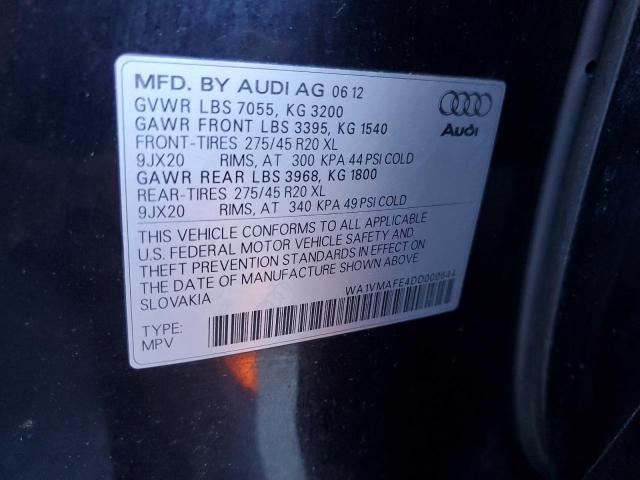 MFD. BY AUDI AG 06 12
GVWR LBS 7055, KG 3200
GAWR FRONT LBS 3395, KG 1540
FRONT-TIRES 275/45 R20 XL
9JX20 RIMS, AT 300 KPA 44 PSI COLD
GAWR REAR LBS 3968, KG 1800
REAR-TIRES 275/45 R20 XL
9JX20 RIMS, AT 340 KPA 49 PSI COLD
THIS VEHICLE CONFORMS TO ALL APPLICABLE
U.S. FEDERAL MOTOR VEHICLE SAFETY AND
THEFT PREVENTION STANDARDS IN EFFECT ON
THE DATE OF MANUFACTURE SHOWN ABOVE.
SLOVAKIA
WA1VMAFE4DD000644
TYPE:
MPV
Audi